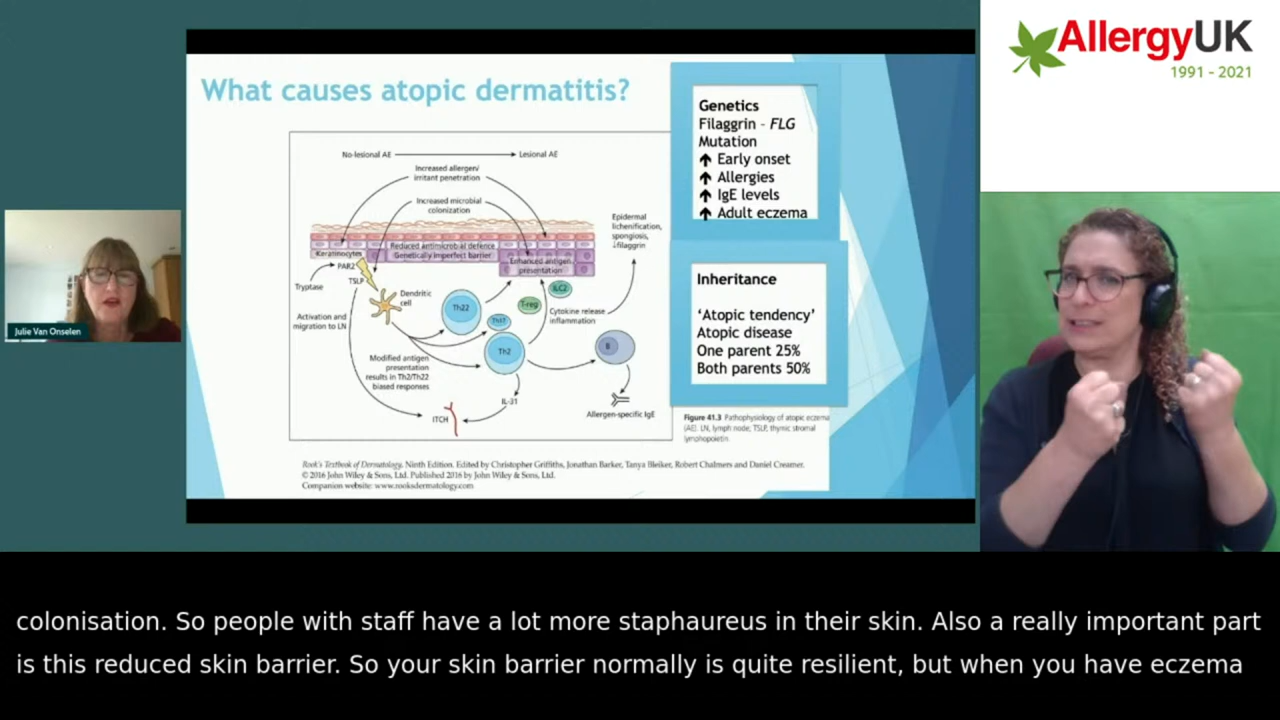 AllergyUK
1991 - 2021
What causes atopic dermatitis?
No-lesional AE
Lesional AE
Increased allergen/
irritant penetration
Increased microbial
colonization
Reduced antimicrobial defence
Genetically imperfect barrier
Keratinocytes
PAR2
TSLP
Tryptase
Enhanced antigen
presentation
Epidermal
lichenification,
spongiosis,
↓filaggrin
Dendritic
cell
Th22
Th17
T-reg
ILC2
Th2
B
Cytokine release
inflammation
Activation and
migration to LN
Modified antigen
presentation
results in Th2/Th22
biased responses
IL-31
ITCH
Allergen-specific IgE
Genetics
Filaggrin - FLG
Mutation
↑ Early onset
↑ Allergies
↑ IgE levels
↑ Adult eczema
Inheritance
‘Atopic tendency’
Atopic disease
One parent 25%
Both parents 50%
Figure 41.3 Pathophysiology of atopic eczema
(AE). LN, lymph node; TSLP, thymic stromal
lymphopoietin.
Rook's Textbook of Dermatology, Ninth Edition. Edited by Christopher Griffiths, Jonathan Barker, Tanya Bleiker, Robert Chalmers and Daniel Creamer.
© 2016 John Wiley & Sons, Ltd. Published 2016 by John Wiley & Sons, Ltd.
Companion website: www.rooksdermatology.com
Julie Van Onselen
colonisation. So people with staff have a lot more staphaureus in their skin. Also a really important part
is this reduced skin barrier. So your skin barrier normally is quite resilient, but when you have eczema